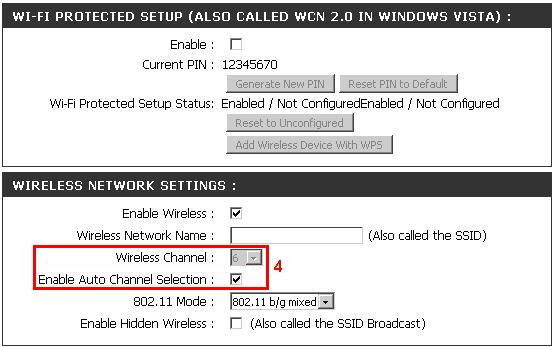 WI-FI PROTECTED SETUP (ALSO CALLED WCN 2.0 IN WINDOWS VISTA) :
Enable :
Current PIN : 12345670
Generate New PIN Reset PIN to Default
Wi-Fi Protected Setup Status: Enabled / Not ConfiguredEnabled / Not Configured
Reset to Unconfigured
Add Wireless Device With WPS
WIRELESS NETWORK SETTINGS :
Enable Wireless :
Wireless Network Name : (Also called the SSID)
Wireless Channel : 6 4
Enable Auto Channel Selection :
802.11 Mode : 802.11 b/g mixed
Enable Hidden Wireless : (Also called the SSID Broadcast)